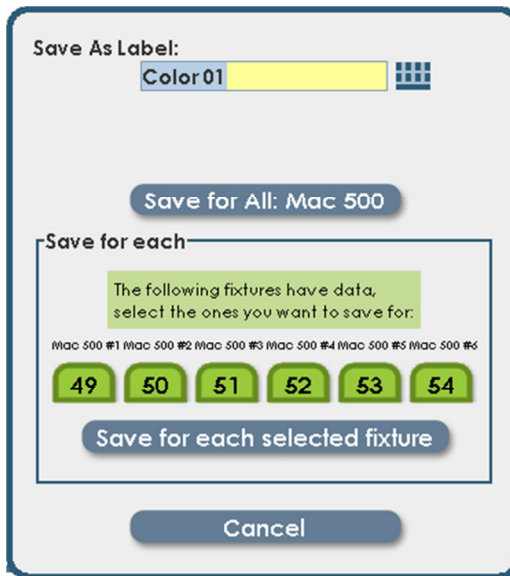 Save As Label:
Color 01
Save for All: Mac 500
Save for each
The following fixtures have data,
select the ones you want to save for:
Mac 500 #1 Mac 500 #2 Mac 500 #3 Mac 500 #4 Mac 500 #5 Mac 500 #6
49 50 51 52 53 54
Save for each selected fixture
Cancel